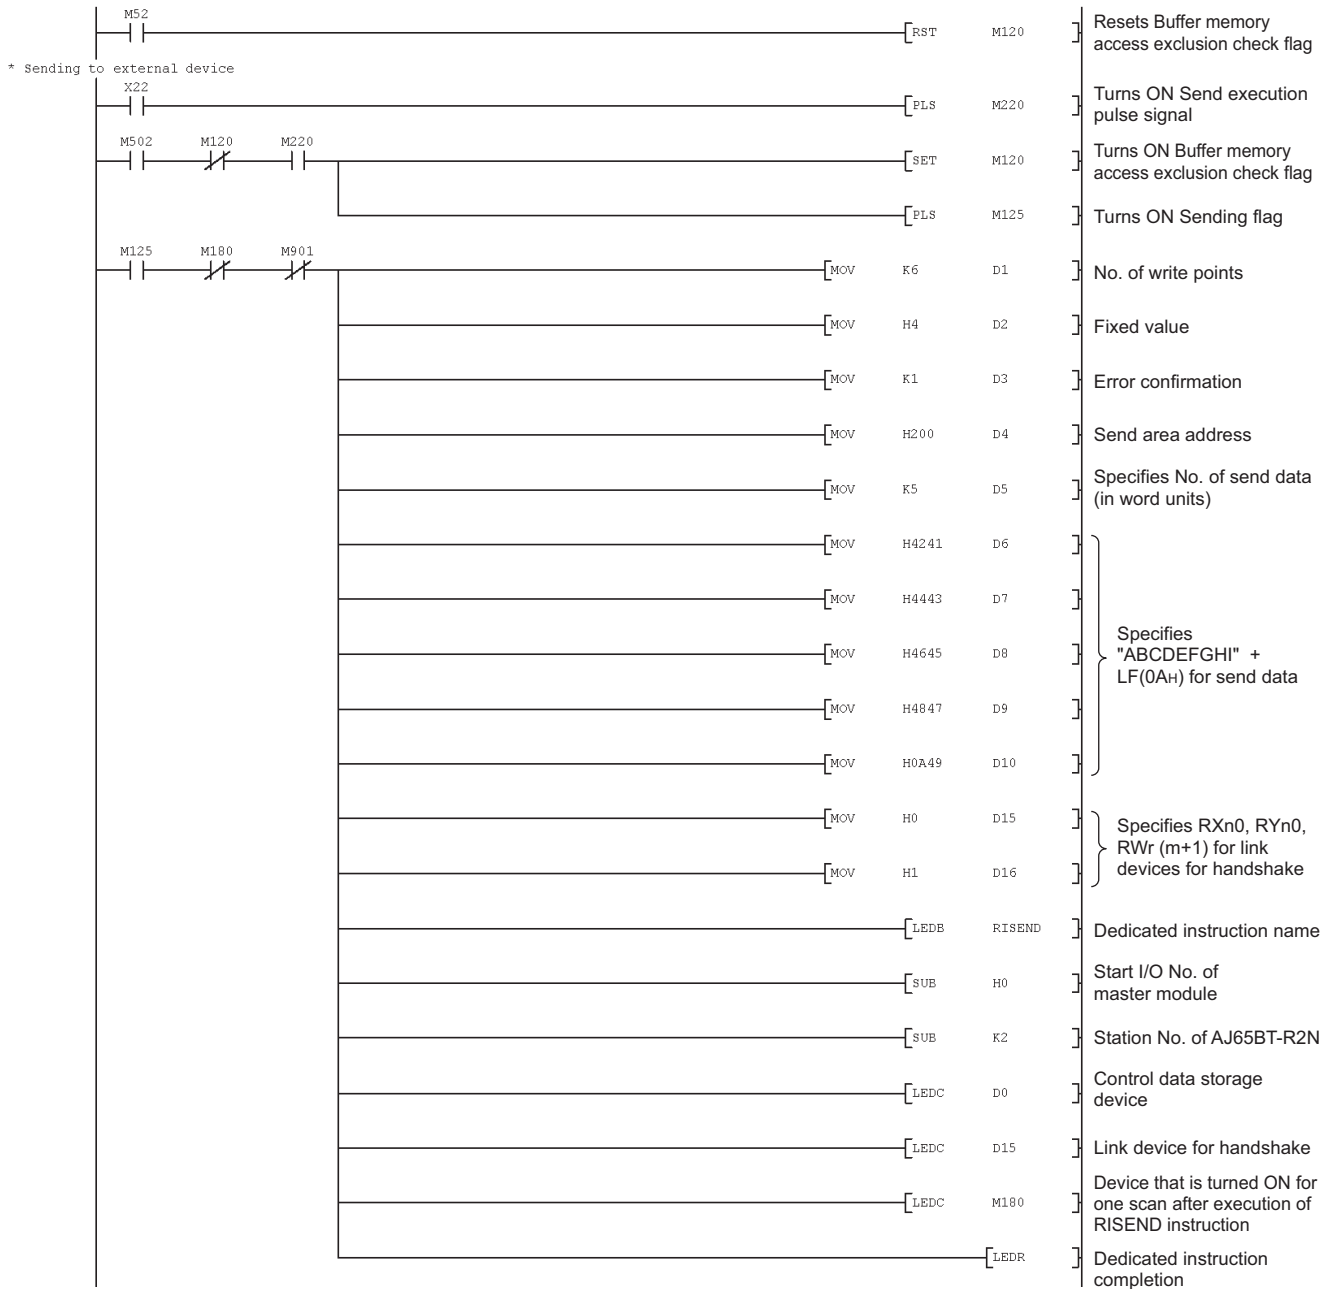 M52
RST M120
Resets Buffer memory
access exclusion check flag
* Sending to external device
X22
PLS M220
Turns ON Send execution
pulse signal
M502 M120 M220
SET M120
Turns ON Buffer memory
access exclusion check flag
PLS M125
Turns ON Sending flag
M125 M180 M901
MOV K6 D1
No. of write points
MOV H4 D2
Fixed value
MOV K1 D3
Error confirmation
MOV H200 D4
Send area address
MOV K5 D5
Specifies No. of send data
(in word units)
MOV H4241 D6
MOV H4443 D7
MOV H4645 D8
MOV H4847 D9
MOV H0A49 D10
Specifies
"ABCDEFGHI" +
LF(0AH) for send data
MOV H0 D15
MOV H1 D16
Specifies RXn0, RYn0,
RWr (m+1) for link
devices for handshake
LEDB RISEND
Dedicated instruction name
SUB H0
Start I/O No. of
master module
SUB K2
Station No. of AJ65BT-R2N
LEDC D0
Control data storage
device
LEDC D15
Link device for handshake
LEDC M180
Device that is turned ON for
one scan after execution of
RISEND instruction
LEDR
Dedicated instruction
completion